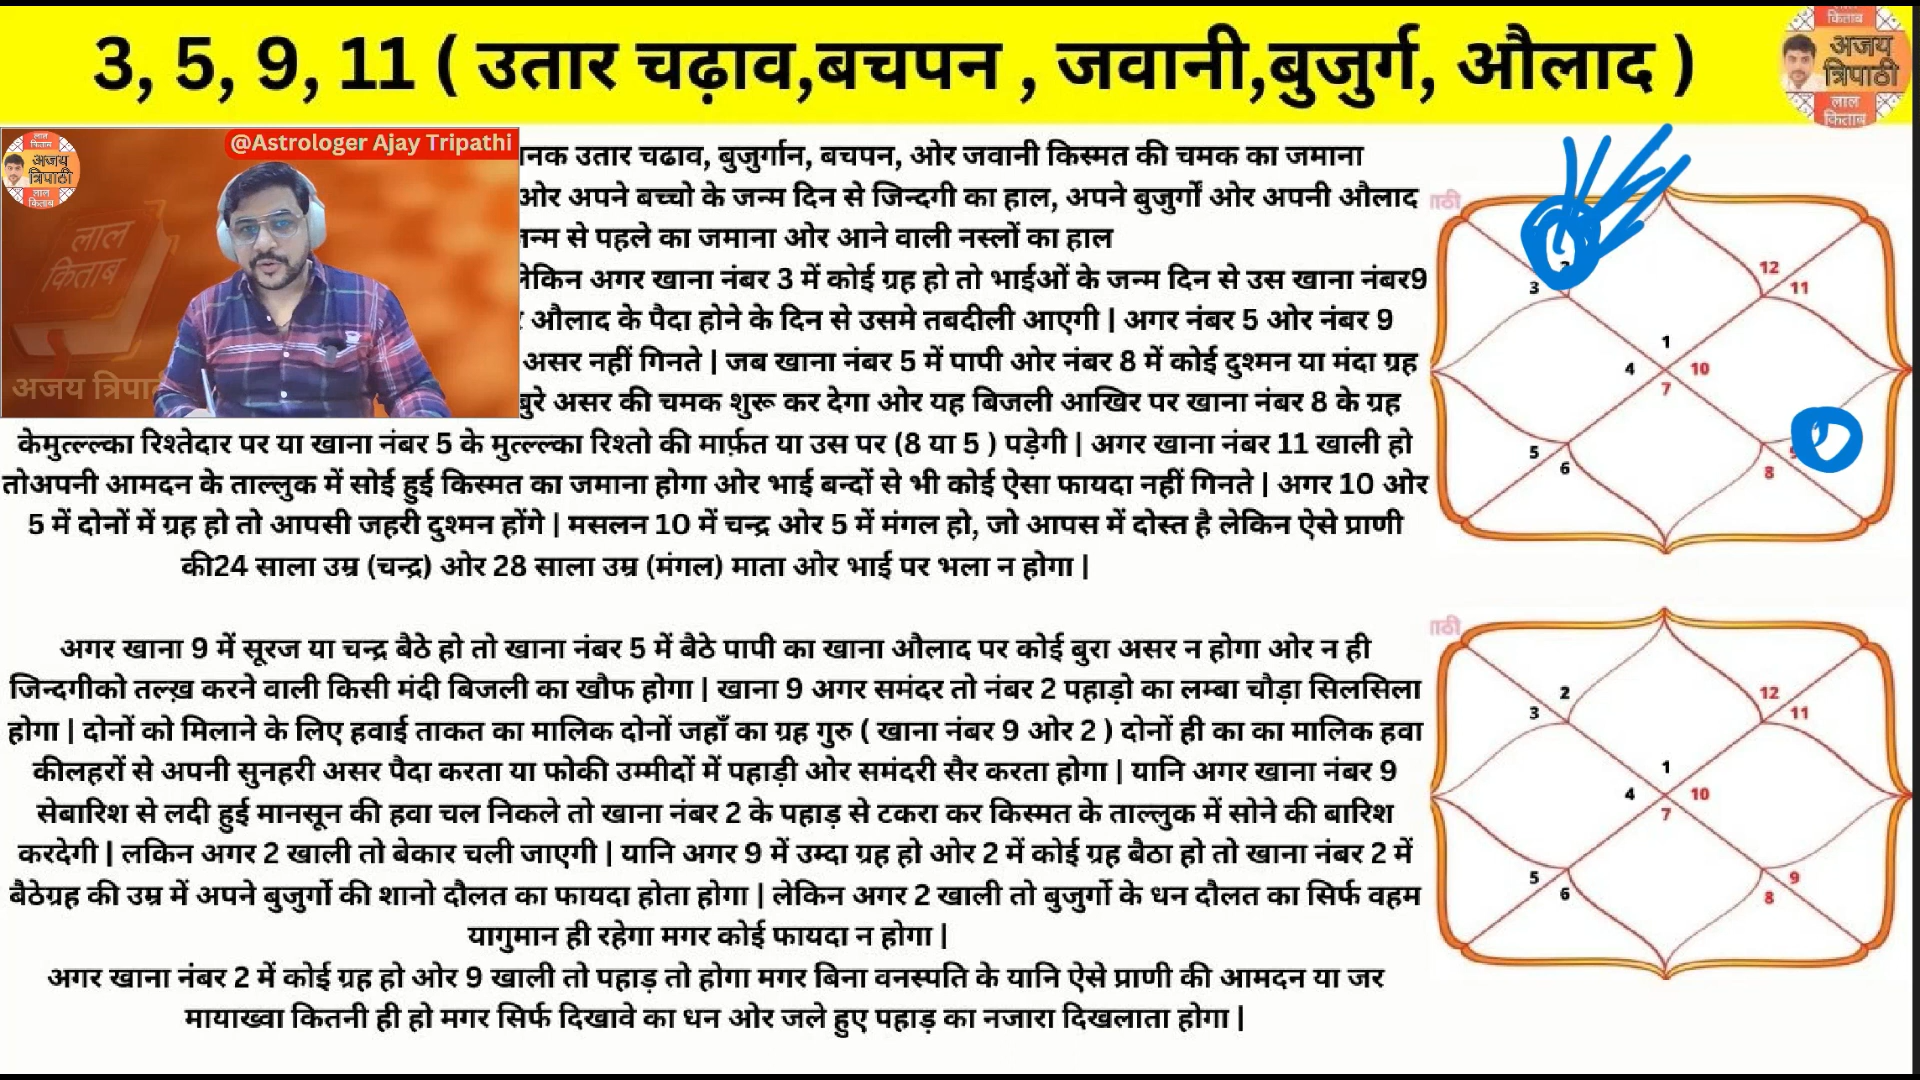 3, 5, 9, 11 ( उतार चढ़ाव,बचपन , जवानी,बुजुर्ग, औलाद )
लाल
किताब
अजय
त्रिपाठी
लाल
किताब
@Astrologer Ajay Tripathi
लाल
किताब
अजय
त्रिपाठी
लाल
किताब
लाल
किताब
अजय
उतार चढाव, बुजुर्गान, बचपन, ओर जवानी किस्मत की चमक का जमाना
ओर अपने बच्चो के जन्म दिन से जिन्दगी का हाल, अपने बुजुर्गों ओर अपनी औलाद
से पहले का जमाना ओर आने वाली नस्लों का हाल
अगर खाना नंबर 3 में कोई ग्रह हो तो भाईओं के जन्म दिन से उस खाना नंबर9
औलाद के पैदा होने के दिन से उसमे तबदीली आएगी | अगर नंबर 5 ओर नंबर 9
असर नहीं गिनते | जब खाना नंबर 5 में पापी ओर नंबर 8 में कोई दुश्मन या मंदा ग्रह
बुरे असर की चमक शुरू कर देगा ओर यह बिजली आखिर पर खाना नंबर 8 के ग्रह
केमुत्ल्ल्का रिश्तेदार पर या खाना नंबर 5 के मुत्ल्ल्का रिश्तो की मार्फ़त या उस पर (8 या 5 ) पड़ेगी | अगर खाना नंबर 11 खाली हो
तोअपनी आमदन के ताल्लुक में सोई हुई किस्मत का जमाना होगा ओर भाई बन्दों से भी कोई ऐसा फायदा नहीं गिनते | अगर 10 ओर
5 में दोनों में ग्रह हो तो आपसी जहरी दुश्मन होंगे | मसलन 10 में चन्द्र ओर 5 में मंगल हो, जो आपस में दोस्त है लेकिन ऐसे प्राणी
की24 साला उम्र (चन्द्र) ओर 28 साला उम्र (मंगल) माता ओर भाई पर भला न होगा |
अगर खाना 9 में सूरज या चन्द्र बैठे हो तो खाना नंबर 5 में बैठे पापी का खाना औलाद पर कोई बुरा असर न होगा ओर न ही
जिन्दगीको तल्ख़ करने वाली किसी मंदी बिजली का खौफ होगा | खाना 9 अगर समंदर तो नंबर 2 पहाड़ो का लम्बा चौड़ा सिलसिला
होगा | दोनों को मिलाने के लिए हवाई ताकत का मालिक दोनों जहाँ का ग्रह गुरु ( खाना नंबर 9 ओर 2 ) दोनों ही का का मालिक हवा
कीलहरों से अपनी सुनहरी असर पैदा करता या फोकी उम्मीदों में पहाड़ी ओर समंदरी सैर करता होगा | यानि अगर खाना नंबर 9
सेबारिश से लदी हुई मानसून की हवा चल निकले तो खाना नंबर 2 के पहाड़ से टकरा कर किस्मत के ताल्लुक में सोने की बारिश
करदेगी | लकिन अगर 2 खाली तो बेकार चली जाएगी | यानि अगर 9 में उम्दा ग्रह हो ओर 2 में कोई ग्रह बैठा हो तो खाना नंबर 2 में
बैठेग्रह की उम्र में अपने बुजुर्गो की शानो दौलत का फायदा होता होगा | लेकिन अगर 2 खाली तो बुजुर्गो के धन दौलत का सिर्फ वहम
यागुमान ही रहेगा मगर कोई फायदा न होगा |
अगर खाना नंबर 2 में कोई ग्रह हो ओर 9 खाली तो पहाड़ तो होगा मगर बिना वनस्पति के यानि ऐसे प्राणी की आमदन या जर
मायाख्वा कितनी ही हो मगर सिर्फ दिखावे का धन ओर जले हुए पहाड़ का नजारा दिखलाता होगा |
12
3 11
1
4 10
7
5
6 8
2 12
3 11
1
4 10
7
5 9
6 8